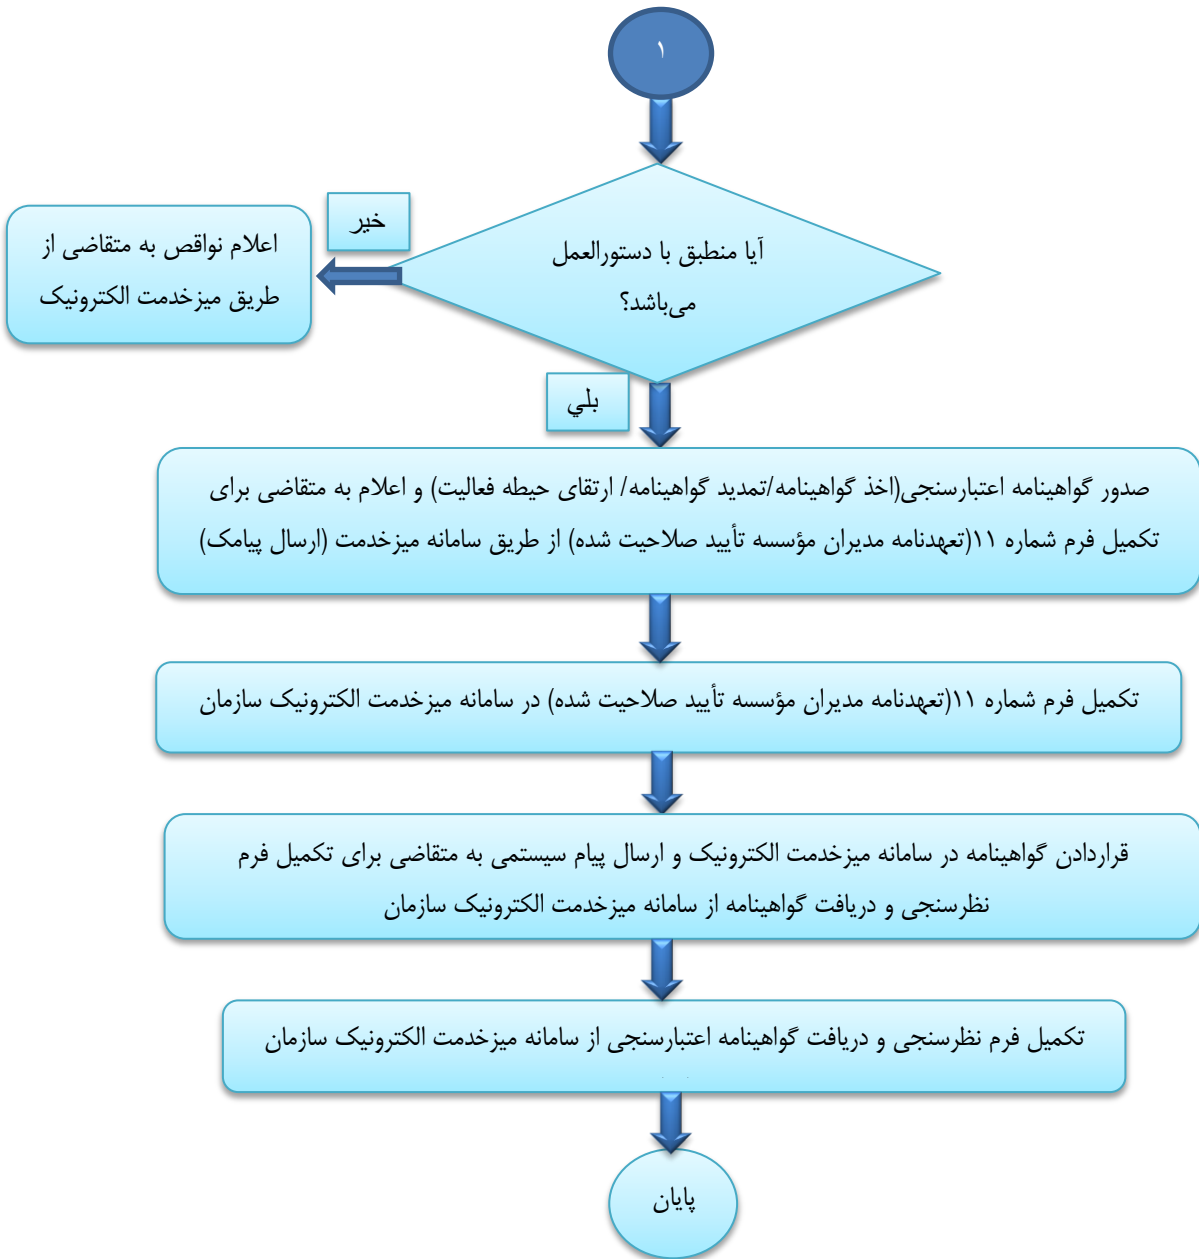 ۱
آیا منطبق با دستورالعمل
می‌باشد؟
خیر
اعلام نواقص به متقاضی از
طریق میزخدمت الکترونیک
بلي
صدور گواهینامه اعتبارسنجی(اخذ گواهینامه/تمدید گواهینامه/ ارتقای حیطه فعالیت) و اعلام به متقاضی برای
تکمیل فرم شماره ۱۱(تعهدنامه مدیران مؤسسه تأیید صلاحیت شده) از طریق سامانه میزخدمت (ارسال پیامک)
تکمیل فرم شماره ۱۱(تعهدنامه مدیران مؤسسه تأیید صلاحیت شده) در سامانه میزخدمت الکترونیک سازمان
قراردادن گواهینامه در سامانه میزخدمت الکترونیک و ارسال پیام سیستمی به متقاضی برای تکمیل فرم
نظرسنجی و دریافت گواهینامه از سامانه میزخدمت الکترونیک سازمان
تکمیل فرم نظرسنجی و دریافت گواهینامه اعتبارسنجی از سامانه میزخدمت الکترونیک سازمان
پایان